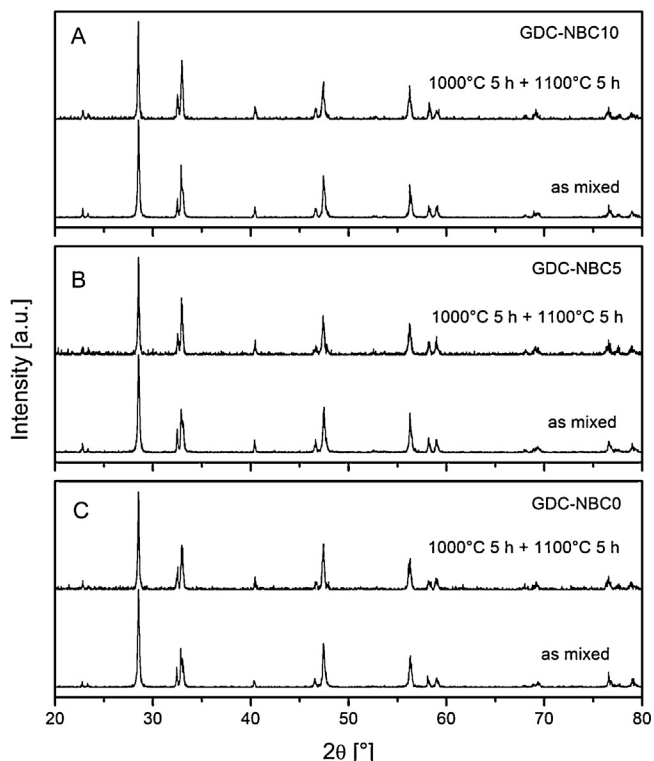 A
GDC-NBC10
1000°C 5 h + 1100°C 5 h
as mixed
B
GDC-NBC5
1000°C 5 h + 1100°C 5 h
as mixed
C
GDC-NBC0
1000°C 5 h + 1100°C 5 h
as mixed
Intensity [a.u.]
20 30 40 50 60 70 80
2θ [°]